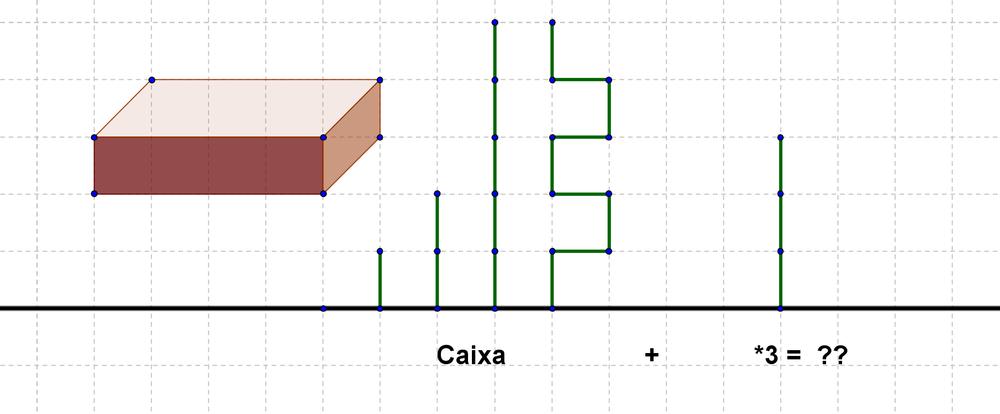 Caixa + *3 = ??